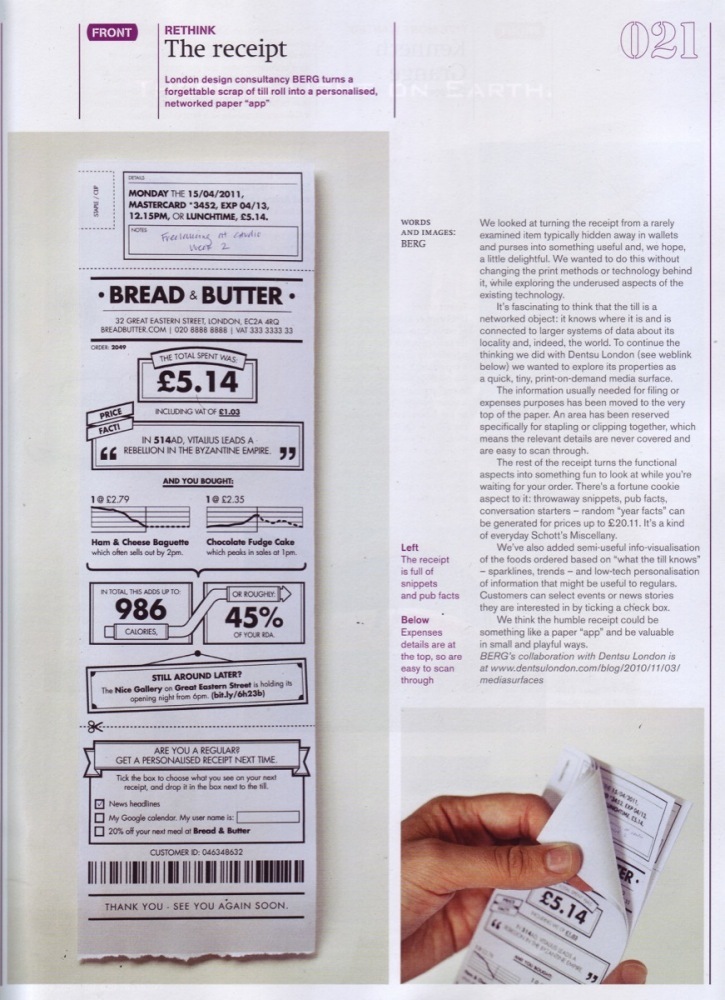 FRONT
RETHINK
The receipt
London design consultancy BERG turns a
forgettable scrap of till roll into a personalised,
networked paper “app”
021
STAPLE / CLIP
DETAILS
MONDAY THE 15/04/2011,
MASTERCARD *3452, EXP 04/13,
12.15PM, OR LUNCHTIME, £5.14.
NOTES
Freelancing at
Week 2
• BREAD & BUTTER •
32 GREAT EASTERN STREET, LONDON, EC2A 4RQ
BREADBUTTER.COM | 020 8888 8888 | VAT 333 3333 33
ORDER: 2049
THE TOTAL SPENT WAS:
£5.14
INCLUDING VAT OF £1.03
PRICE
FACT!
“ IN 514AD, VITALIUS LEADS A
REBELLION IN THE BYZANTINE EMPIRE. ”
AND YOU BOUGHT:
1 @ £2.79
Ham & Cheese Baguette
which often sells out by 2pm.
1 @ £2.35
Chocolate Fudge Cake
which peaks in sales at 1pm.
IN TOTAL, THIS ADDS UP TO:
986
CALORIES,
OR ROUGHLY:
45%
OF YOUR RDA.
STILL AROUND LATER?
The Nice Gallery on Great Eastern Street is holding its
opening night from 6pm. (bit.ly/6h23b)
ARE YOU A REGULAR?
GET A PERSONALISED RECEIPT NEXT TIME.
Tick the box to choose what you see on your next
receipt, and drop it in the box next to the till.
News headlines
My Google calendar. My user name is:
20% off your next meal at Bread & Butter
CUSTOMER ID: 046348632
THANK YOU - SEE YOU AGAIN SOON.
WORDS
AND IMAGES:
BERG
We looked at turning the receipt from a rarely
examined item typically hidden away in wallets
and purses into something useful and, we hope,
a little delightful. We wanted to do this without
changing the print methods or technology behind
it, while exploring the underused aspects of the
existing technology.
It’s fascinating to think that the till is a
networked object: it knows where it is and is
connected to larger systems of data about its
locality and, indeed, the world. To continue the
thinking we did with Dentsu London (see weblink
below) we wanted to explore its properties as
a quick, tiny, print-on-demand media surface.
The information usually needed for filing or
expenses purposes has been moved to the very
top of the paper. An area has been reserved
specifically for stapling or clipping together, which
means the relevant details are never covered and
are easy to scan through.
The rest of the receipt turns the functional
aspects into something fun to look at while you’re
waiting for your order. There’s a fortune cookie
aspect to it: throwaway snippets, pub facts,
conversation starters – random “year facts” can
be generated for prices up to £20.11. It’s a kind
of everyday Schott’s Miscellany.
We’ve also added semi-useful info-visualisation
of the foods ordered based on “what the till knows”
– sparklines, trends – and low-tech personalisation
of information that might be useful to regulars.
Customers can select events or news stories
they are interested in by ticking a check box.
We think the humble receipt could be
something like a paper “app” and be valuable
in small and playful ways.
BERG’s collaboration with Dentsu London is
at www.dentsulondon.com/blog/2010/11/03/
mediasurfaces
Left
The receipt
is full of
snippets
and pub facts
Below
Expenses
details are at
the top, so are
easy to scan
through
£5.14